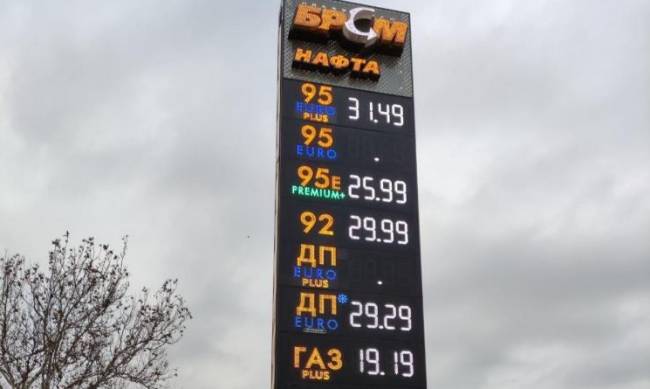 БРСМ
НАФТА
95 EURO PLUS 31.49
95 EURO .
95E PREMIUM+ 25.99
92 29.99
ДП EURO PLUS .
ДП EURO 29.29
ГАЗ PLUS 19.19